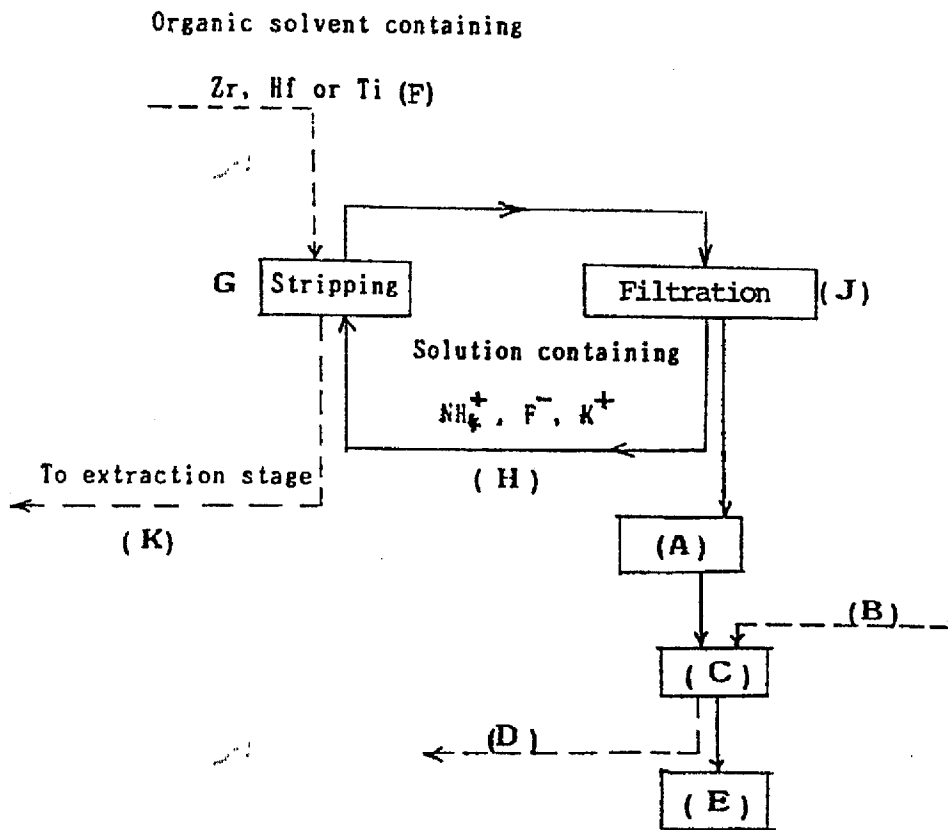 Organic solvent containing
Zr, Hf or Ti (F)
G Stripping
Filtration (J)
Solution containing
NH₄⁺, F⁻, K⁺
(H)
To extraction stage
(K)
(A)
(B)
(C)
(D)
(E)